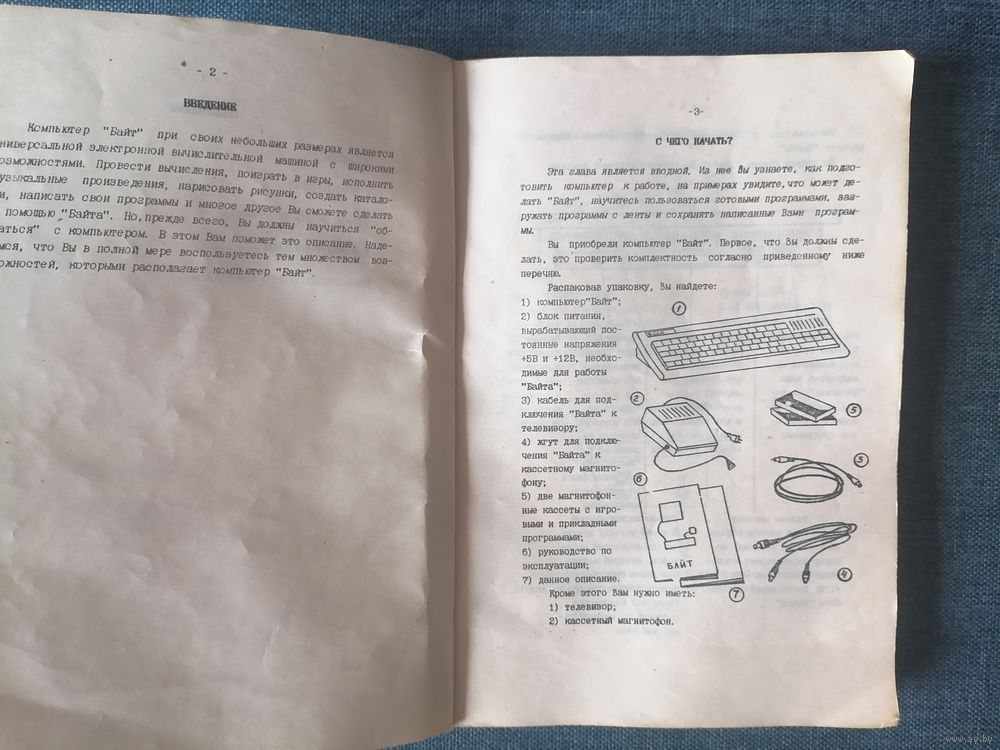 - 2 -
ВВЕДЕНИЕ
Компьютер "Байт" при своих небольших размерах является
ниверсальной электронной вычислительной машиной с широкими
озможностями. Провести вычисления, поиграть в игры, исполнить
узыкальные произведения, нарисовать рисунки, создать катало-
и, написать свои программы и многое другое Вы сможете сделать
помощью "Байта". Но, прежде всего, Вы должны научиться "об-
аться" с компьютером. В этом Вам поможет это описание. Наде-
мся, что Вы в полной мере воспользуетесь тем множеством воз-
ожностей, которыми располагает компьютер "Байт".
-3-
С ЧЕГО НАЧАТЬ?
Эта глава является вводной. Из нее Вы узнаете, как подго-
товить компьютер к работе, на примерах увидите, что может де-
лать "Байт", научитесь пользоваться готовыми программами, заг-
ружать программы с ленты и сохранять написанные Вами програм-
мы.
Вы приобрели компьютер "Байт". Первое, что Вы должны сде-
лать, это проверить комплектность согласно приведенному ниже
перечню.
Распаковав упаковку, Вы найдете:
1) компьютер"Байт";
2) блок питания,
вырабатывающий пос-
тоянные напряжения
+5В и +12В, необхо-
димые для работы
"Байта";
3) кабель для под-
ключения "Байта" к
телевизору;
4) жгут для подклю-
чения "Байта" к
кассетному магнито-
фону;
5) две магнитофон-
ные кассеты с игро-
выми и прикладными
программами;
6) руководство по
эксплуатации;
7) данное описание.
Кроме этого Вам нужно иметь:
1) телевизор;
2) кассетный магнитофон.
1
2
5
3
6
БАЙТ
4
7
www.ay.by